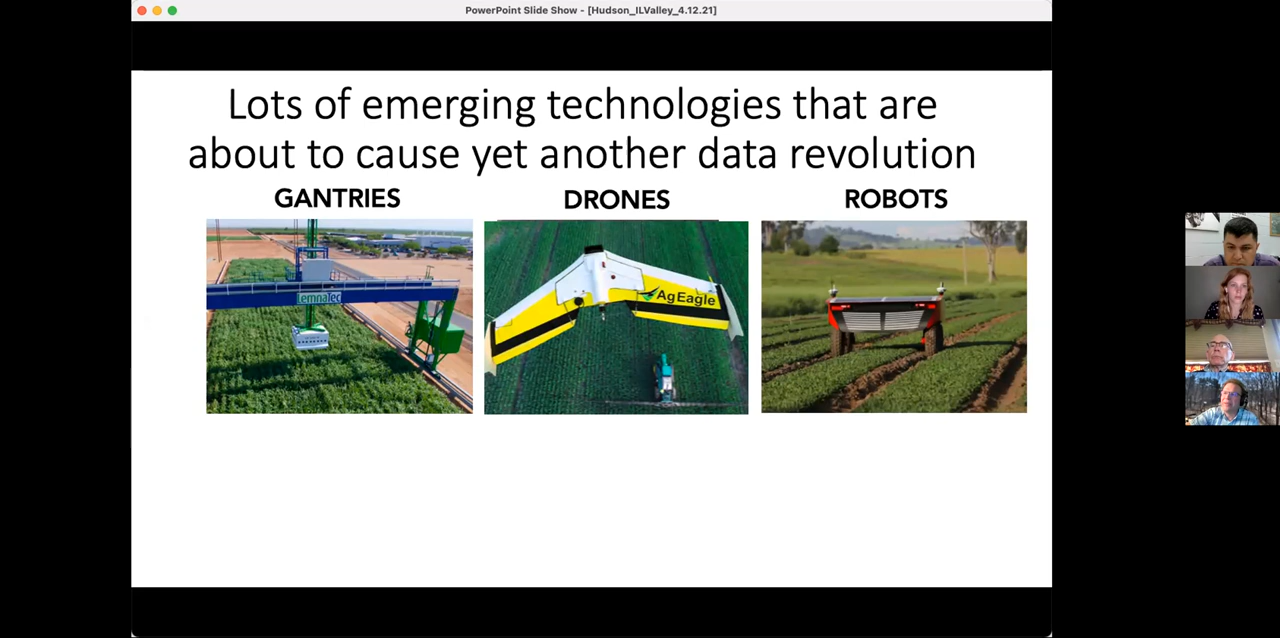 PowerPoint Slide Show - [Hudson_ILValley_4.12.21]
Lots of emerging technologies that are
about to cause yet another data revolution
GANTRIES
DRONES
ROBOTS
LemnaTec
AgEagle